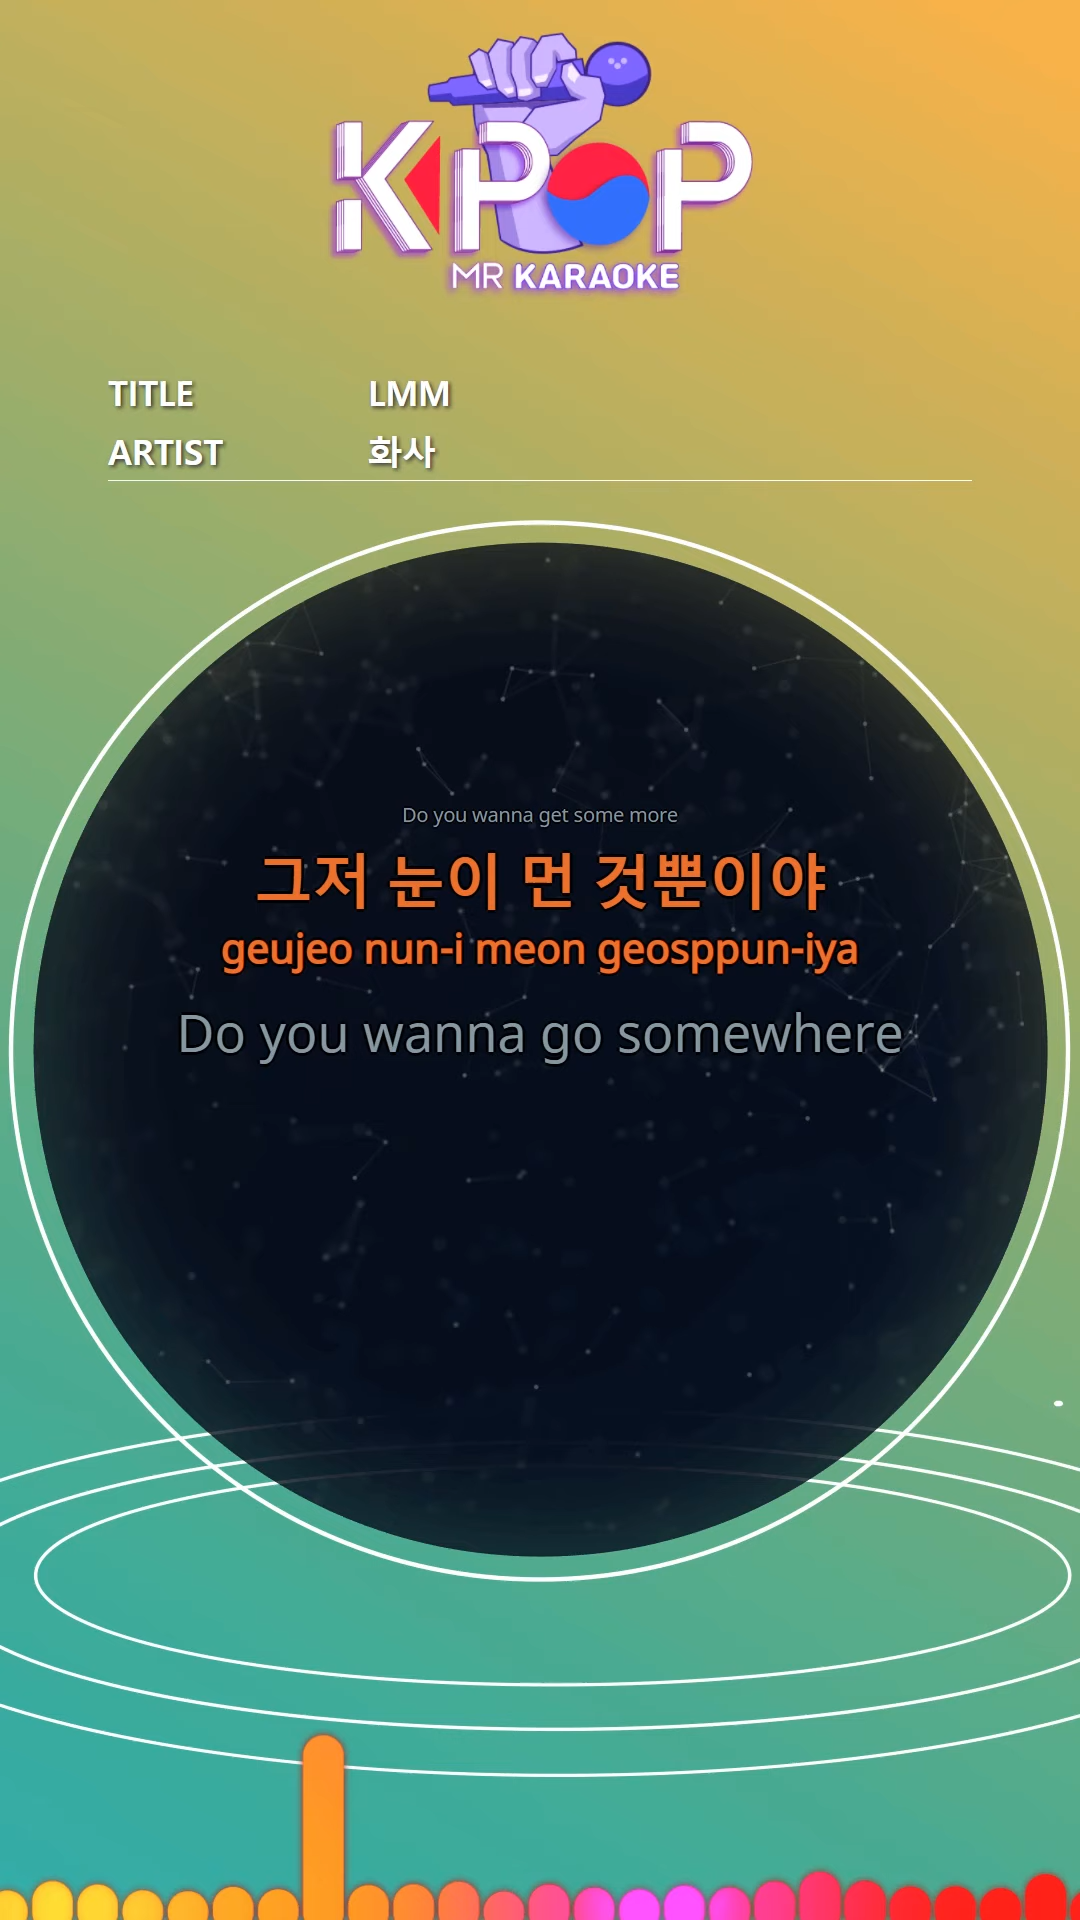 KPOP
MR KARAOKE
TITLE LMM
ARTIST 화사
Do you wanna get some more
그저 눈이 먼 것뿐이야
geujeo nun-i meon geosppun-iya
Do you wanna go somewhere